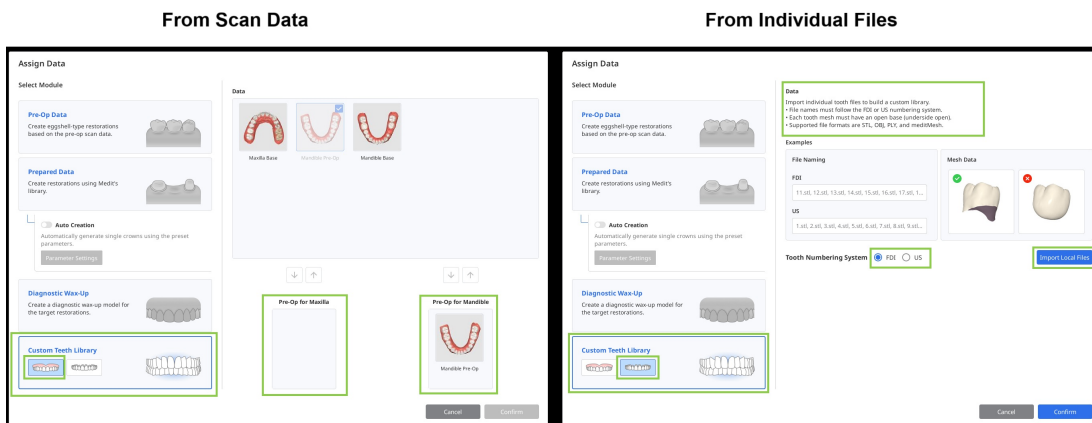 From Scan Data
Assign Data
Select Module
Pre-Op Data
Create eggshell-type restorations
based on the pre-op scan data.
Prepared Data
Create restorations using Medit's
library.
Auto Creation
Automatically generate single crowns using the preset
parameters.
Parameter Settings
Diagnostic Wax-Up
Create a diagnostic wax-up model for
the target restorations.
Custom Teeth Library
Data
Maxilla Base
Mandible Pre-Op
Mandible Base
Pre-Op for Maxilla
Pre-Op for Mandible
Mandible Pre-Op
Cancel
Confirm
From Individual Files
Assign Data
Select Module
Pre-Op Data
Create eggshell-type restorations
based on the pre-op scan data.
Prepared Data
Create restorations using Medit's
library.
Auto Creation
Automatically generate single crowns using the preset
parameters.
Parameter Settings
Diagnostic Wax-Up
Create a diagnostic wax-up model for
the target restorations.
Custom Teeth Library
Data
Import individual tooth files to build a custom library.
• File names must follow the FDI or US numbering system.
• Each tooth mesh must have an open base (underside open).
• Supported file formats are STL, OBJ, PLY, and meditMesh.
Examples
File Naming
FDI
11.stl, 12.stl, 13.stl, 14.stl, 15.stl, 16.stl, 17.stl, 1...
US
1.stl, 2.stl, 3.stl, 4.stl, 5.stl, 6.stl, 7.stl, 8.stl, 9.stl...
Mesh Data
Tooth Numbering System
FDI
US
Import Local Files
Cancel
Confirm